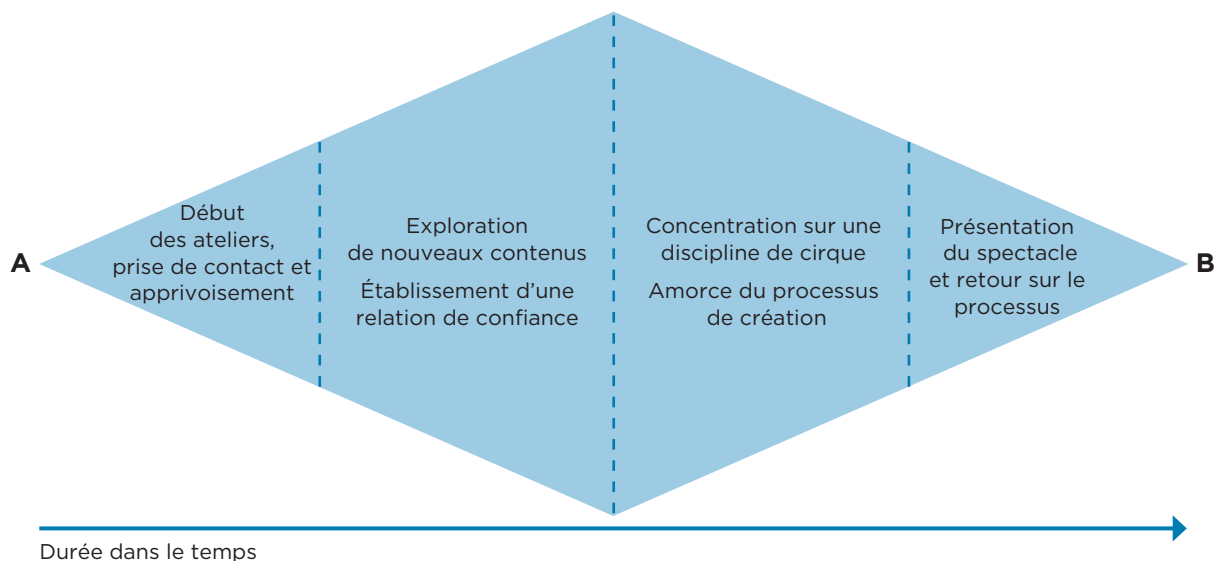 A
Début
des ateliers,
prise de contact et
apprivoisement
Exploration
de nouveaux contenus
Établissement d’une
relation de confiance
Concentration sur une
discipline de cirque
Amorce du processus
de création
Présentation
du spectacle
et retour sur le
processus
B
Durée dans le temps